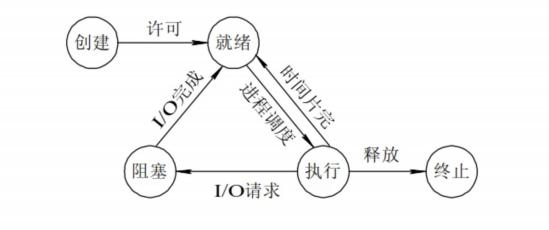 创建
许可
就绪
I/O完成
进程调度
时间片完
阻塞
I/O请求
执行
释放
终止